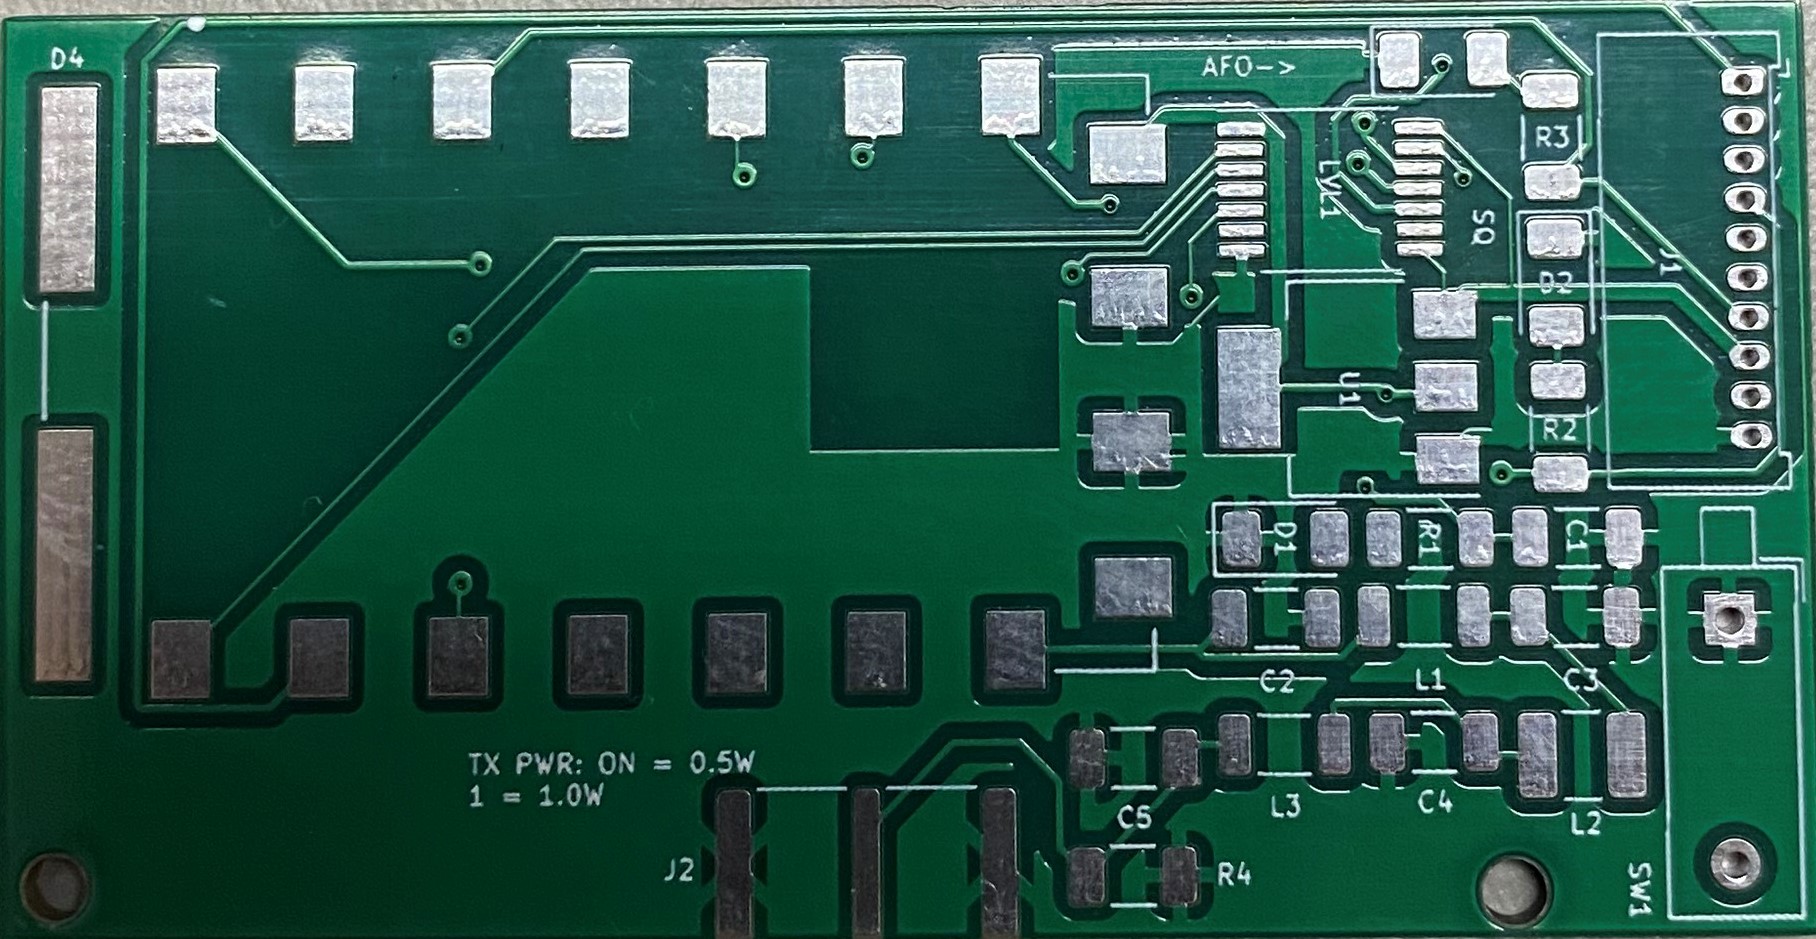 D4
AFO->
R3
LVL1
SQ
J1
D2
U1
R2
D1
R1
C1
C2
L1
C3
TX PWR: ON = 0.5W
1 = 1.0W
C5
L3
C4
L2
J2
R4
SW1